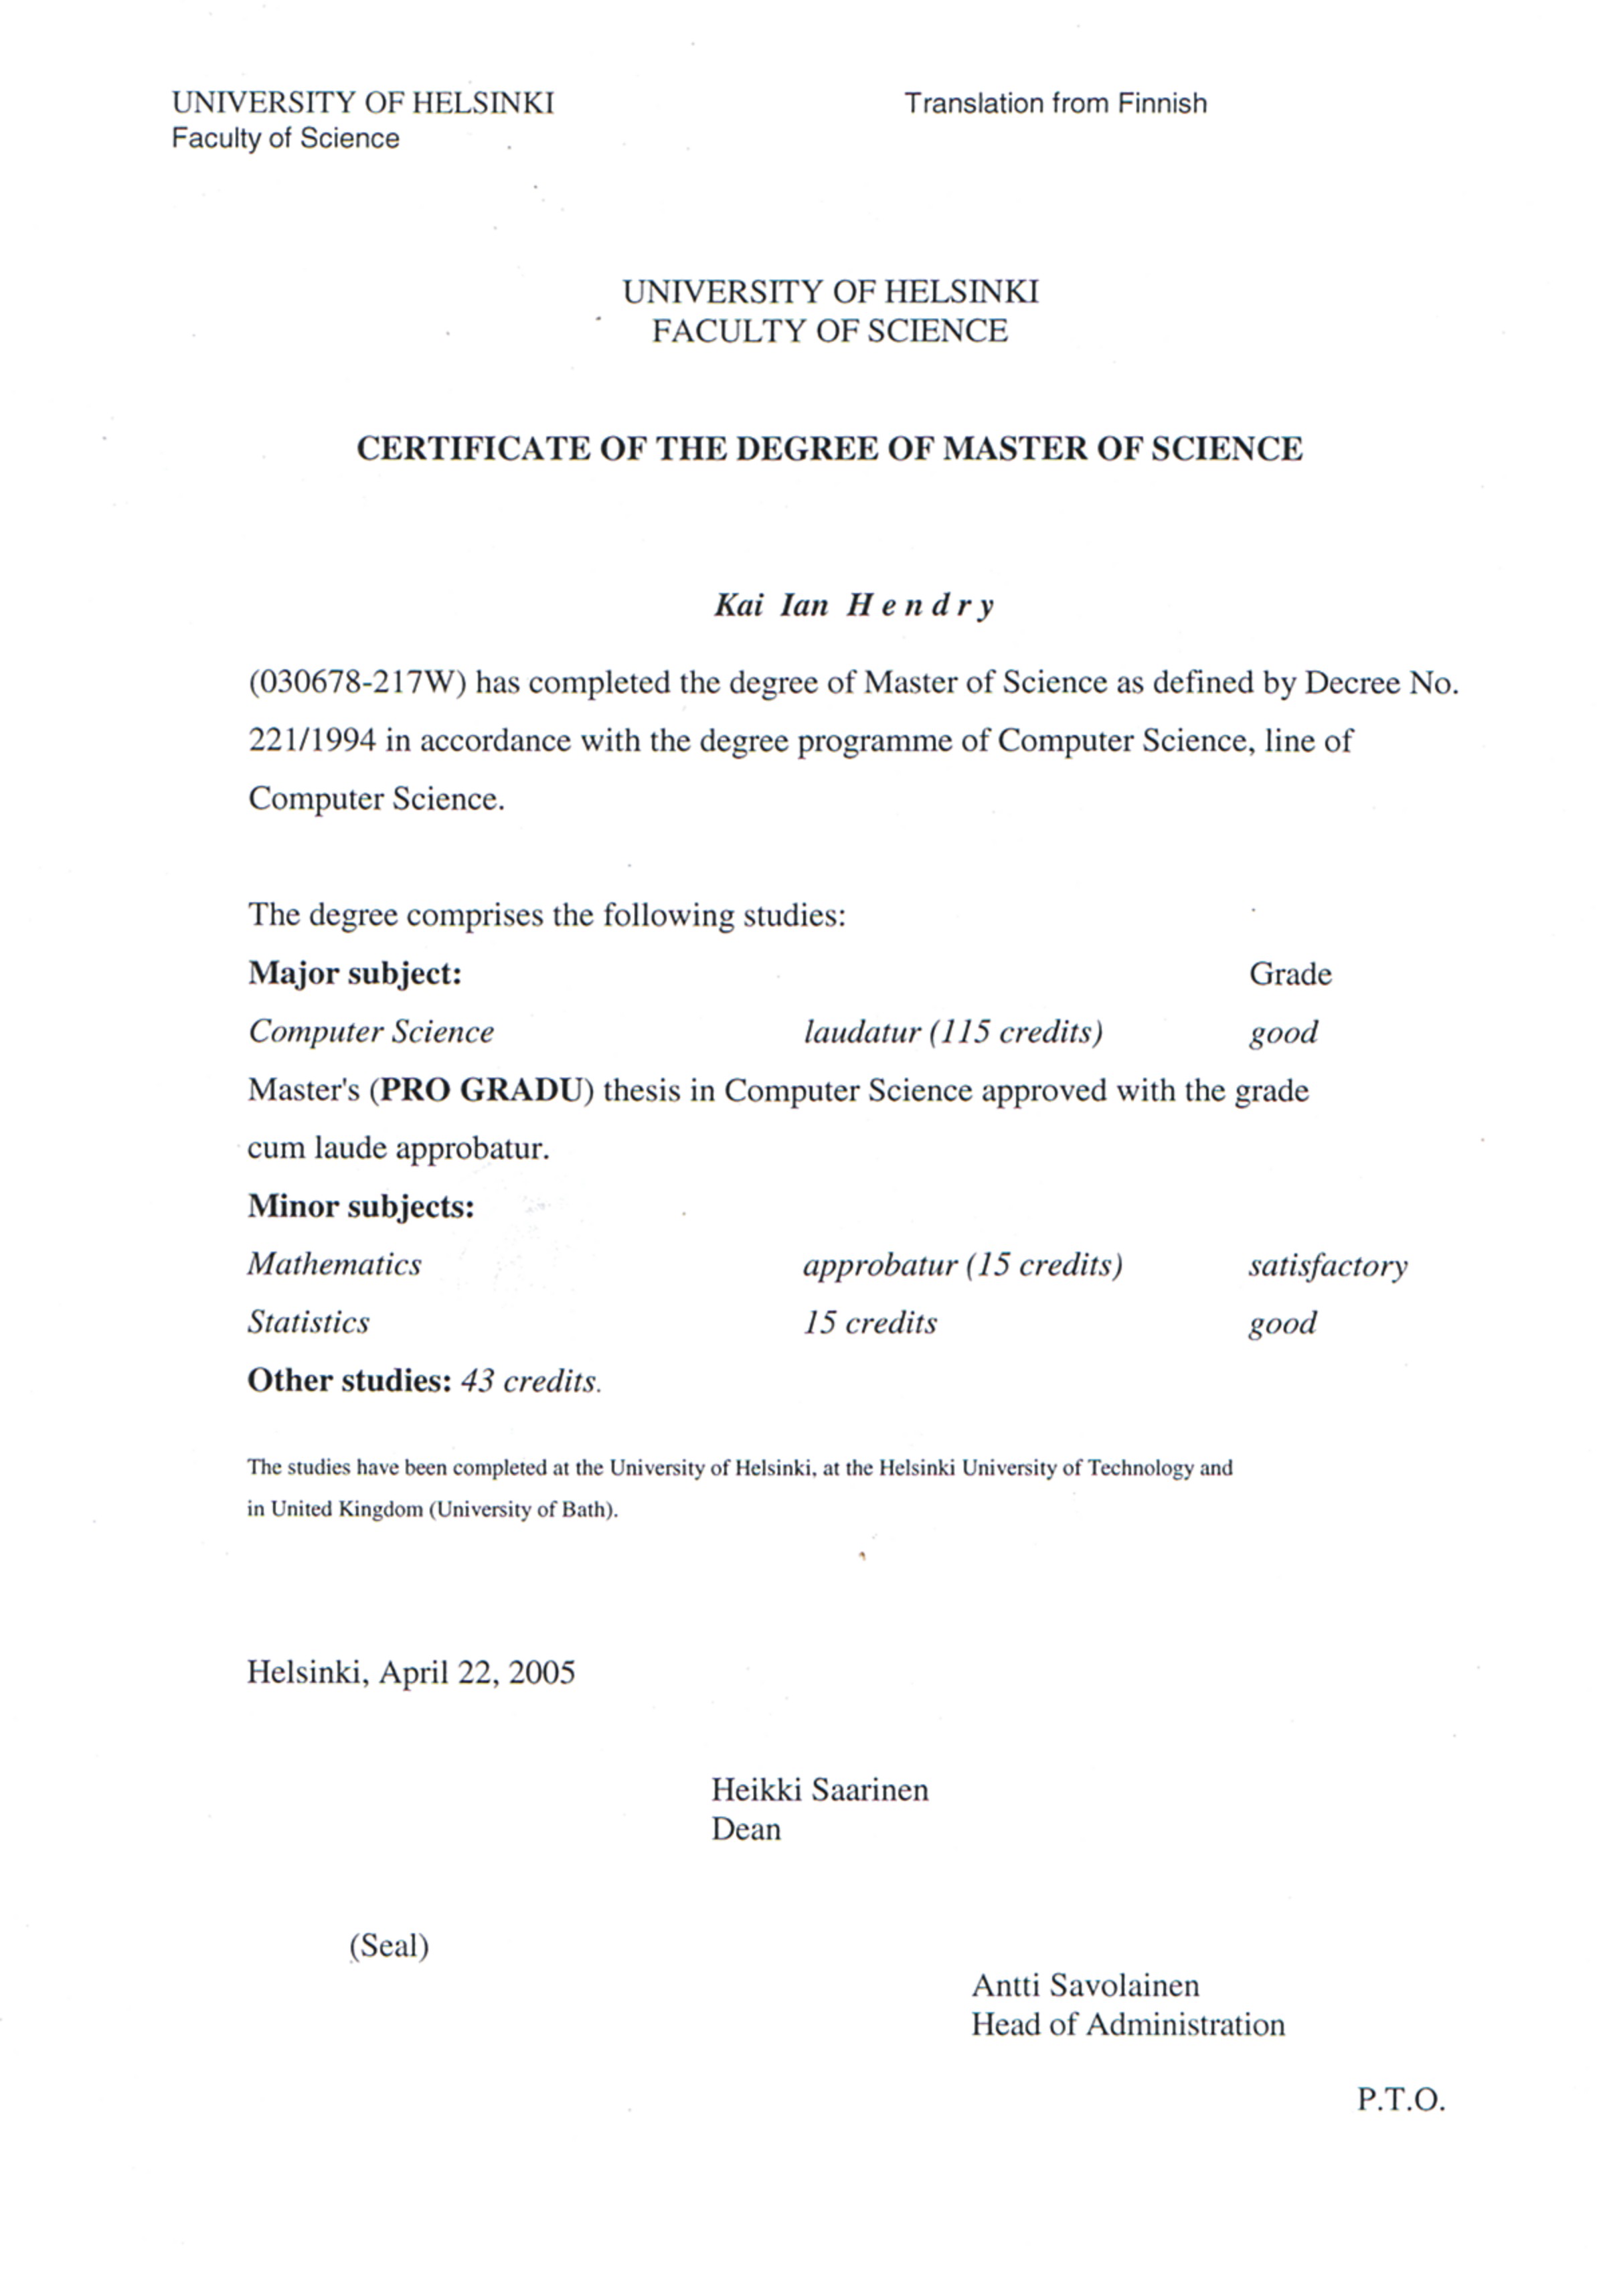 UNIVERSITY OF HELSINKI Translation from Finnish
Faculty of Science
UNIVERSITY OF HELSINKI
FACULTY OF SCIENCE
CERTIFICATE OF THE DEGREE OF MASTER OF SCIENCE
Kai Ian H e n d r y
(030678-217W) has completed the degree of Master of Science as defined by Decree No.
221/1994 in accordance with the degree programme of Computer Science, line of
Computer Science.
The degree comprises the following studies:
Major subject: Grade
Computer Science laudatur (115 credits) good
Master's (PRO GRADU) thesis in Computer Science approved with the grade
cum laude approbatur.
Minor subjects:
Mathematics approbatur (15 credits) satisfactory
Statistics 15 credits good
Other studies: 43 credits.
The studies have been completed at the University of Helsinki, at the Helsinki University of Technology and
in United Kingdom (University of Bath).
Helsinki, April 22, 2005
Heikki Saarinen
Dean
(Seal)
Antti Savolainen
Head of Administration
P.T.O.